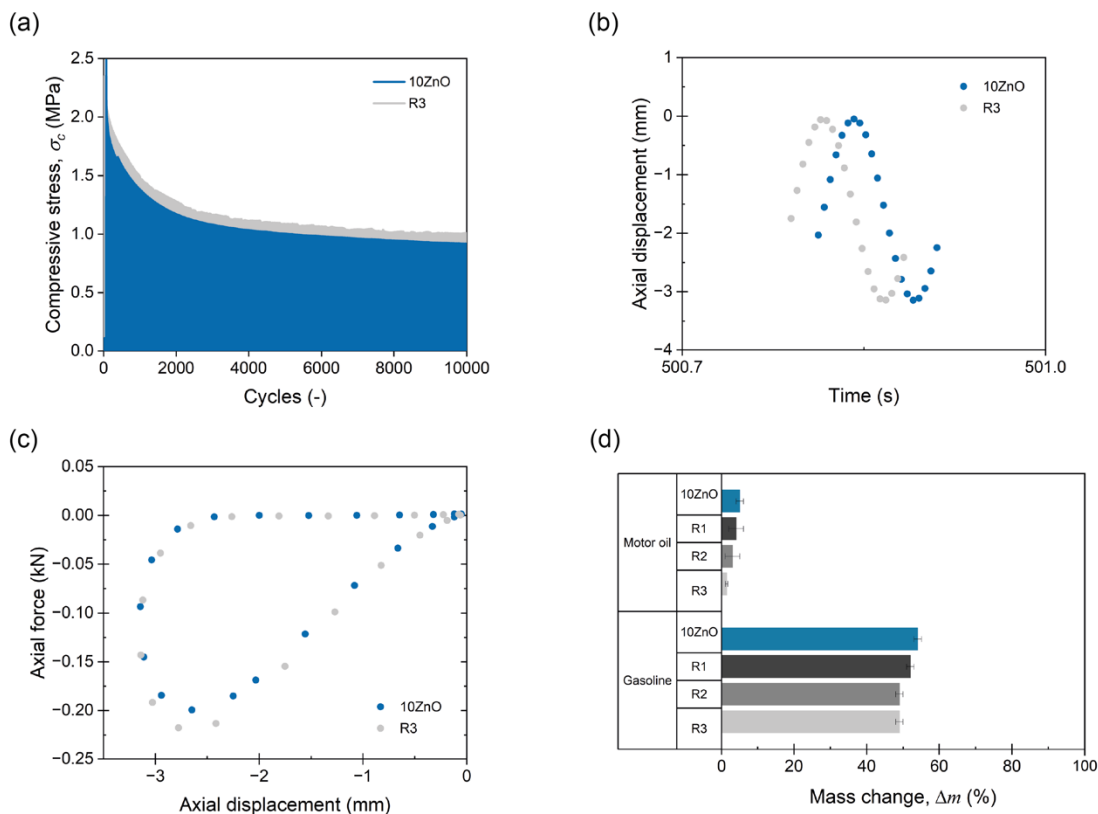 (a)
2.5
2.0
1.5
1.0
0.5
0.0
Compressive stress, σc (MPa)
10ZnO
R3
0
2000
4000
6000
8000
10000
Cycles (-)
(b)
1
0
−1
−2
−3
−4
Axial displacement (mm)
10ZnO
R3
500.7
501.0
Time (s)
(c)
0.05
0.00
−0.05
−0.10
−0.15
−0.20
−0.25
Axial force (kN)
10ZnO
R3
−3
−2
−1
0
Axial displacement (mm)
(d)
Motor oil
10ZnO
R1
R2
R3
Gasoline
10ZnO
R1
R2
R3
0
20
40
60
80
100
Mass change, Δm (%)